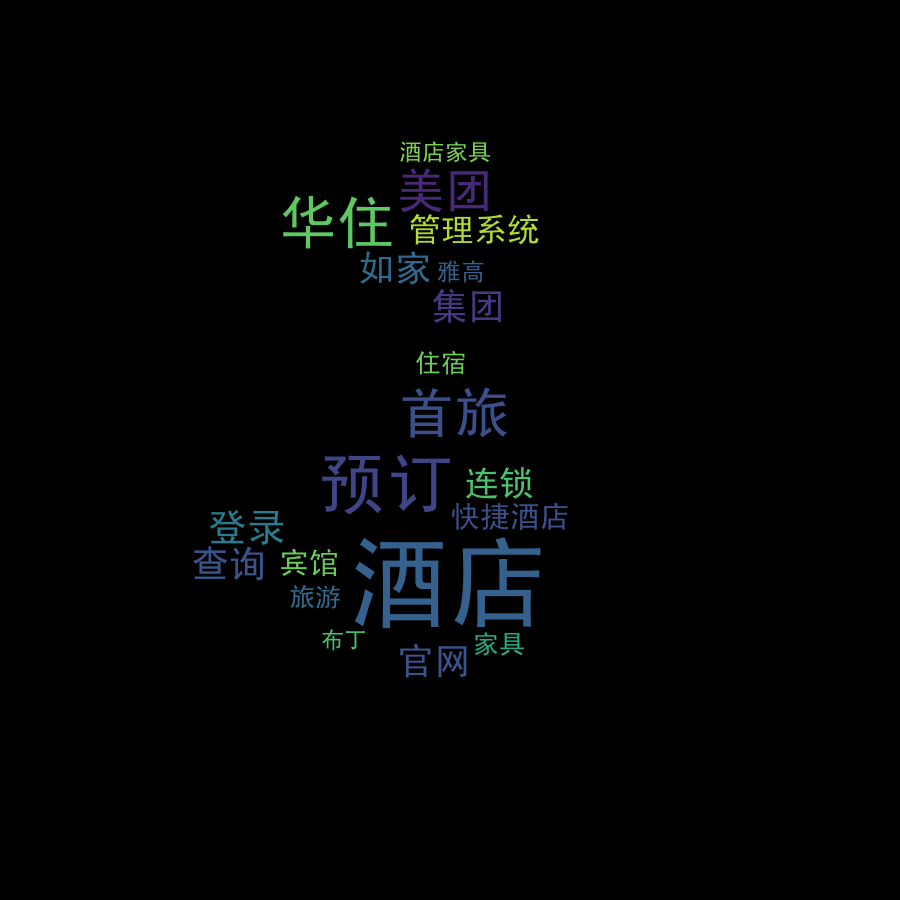 酒店家具
美团
华住
管理系统
如家
雅高
集团
住宿
首旅
预订
连锁
快捷酒店
登录
查询
宾馆
酒店
旅游
布丁
家具
官网